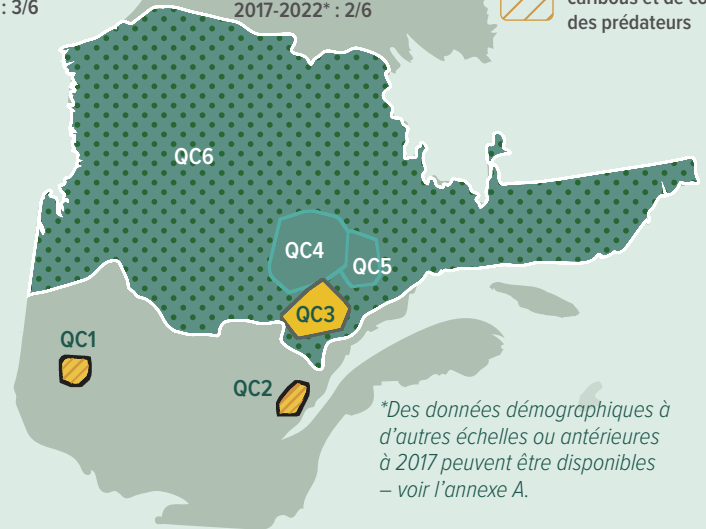 : 3/6
2017-2022* : 2/6
des prédateurs
QC6
QC4
QC5
QC3
QC1
QC2
*Des données démographiques à
d'autres échelles ou antérieures
à 2017 peuvent être disponibles
– voir l'annexe A.